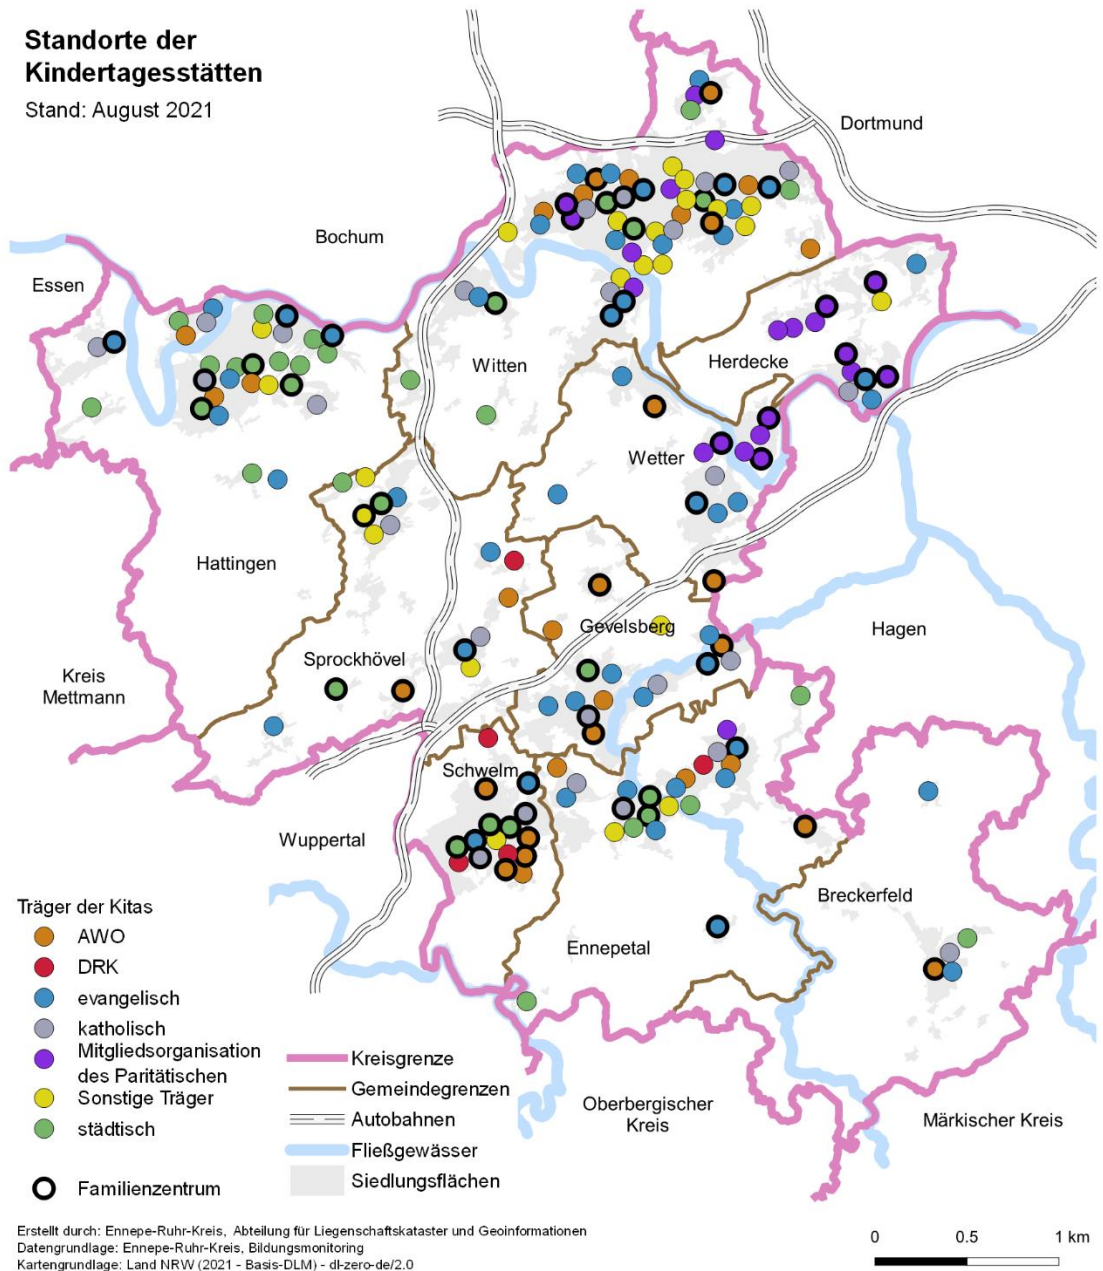 Standorte der
Kindertagesstätten
Stand: August 2021
Dortmund
Bochum
Essen
Witten
Herdecke
Wetter
Hattingen
Gevelsberg
Hagen
Sprockhövel
Kreis
Mettmann
Schwelm
Wuppertal
Breckerfeld
Ennepetal
Oberbergischer
Kreis
Märkischer Kreis
Träger der Kitas
AWO
DRK
evangelisch
katholisch
Mitgliedsorganisation
des Paritätischen
Sonstige Träger
städtisch
Familienzentrum
Kreisgrenze
Gemeindegrenzen
Autobahnen
Fließgewässer
Siedlungsflächen
Erstellt durch: Ennepe-Ruhr-Kreis, Abteilung für Liegenschaftskataster und Geoinformationen
Datengrundlage: Ennepe-Ruhr-Kreis, Bildungsmonitoring
Kartengrundlage: Land NRW (2021 - Basis-DLM) - dl-zero-de/2.0
0 0.5 1 km